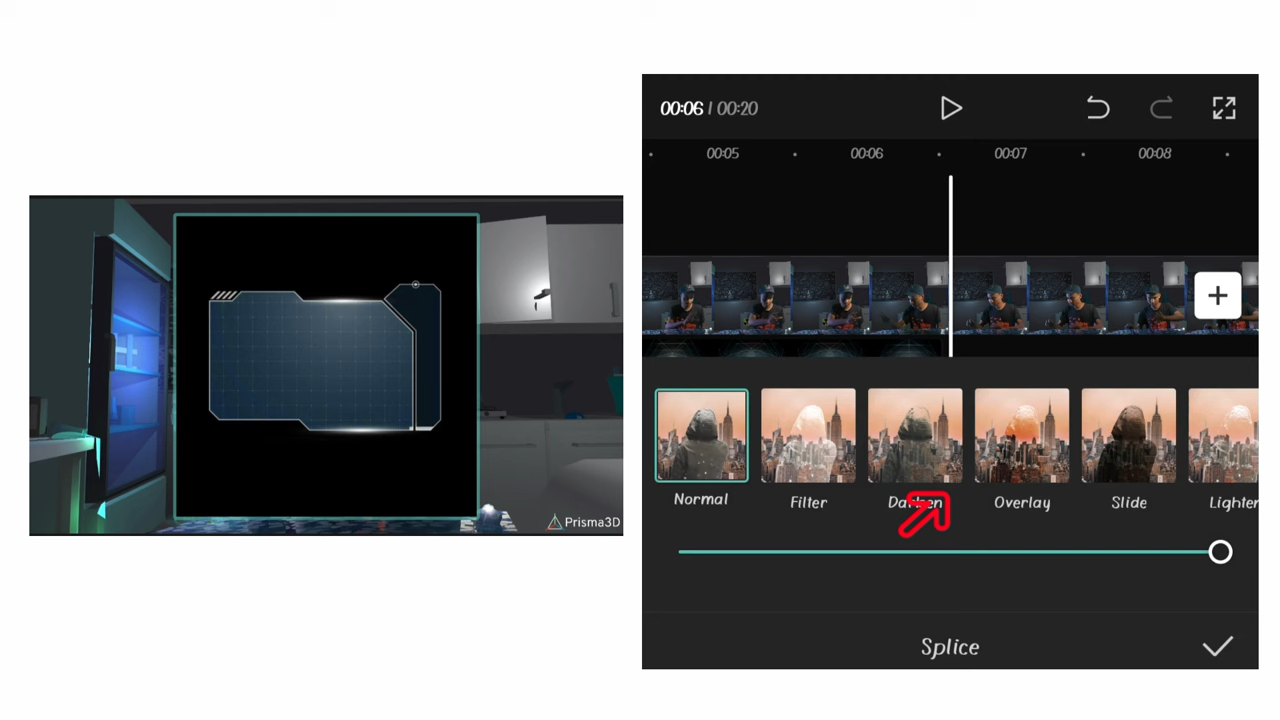 00:06 / 00:20
00:05 00:06 00:07 00:08
Normal Filter Darken Overlay Slide Lighten
Splice
Prisma3D